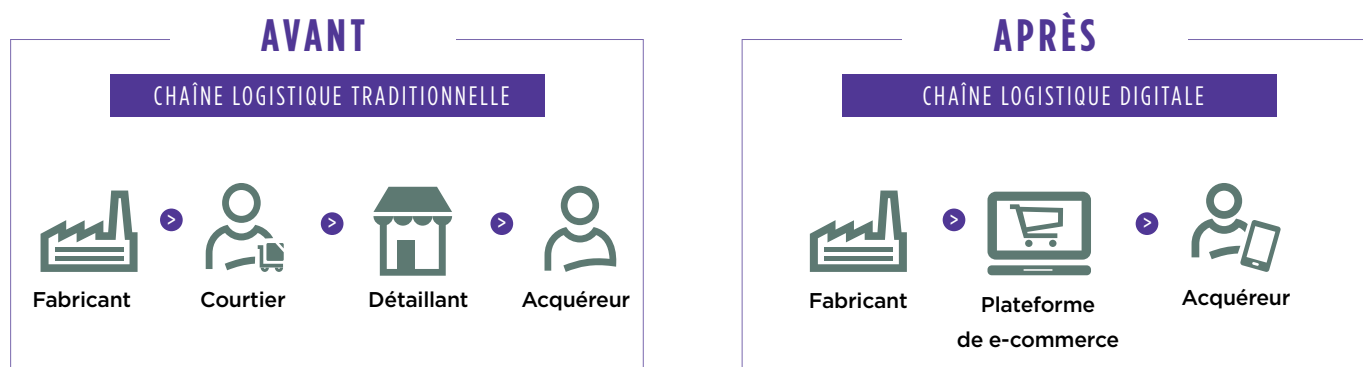 AVANT
CHAÎNE LOGISTIQUE TRADITIONNELLE
Fabricant
Courtier
Détaillant
Acquéreur
APRÈS
CHAÎNE LOGISTIQUE DIGITALE
Fabricant
Plateforme
de e-commerce
Acquéreur